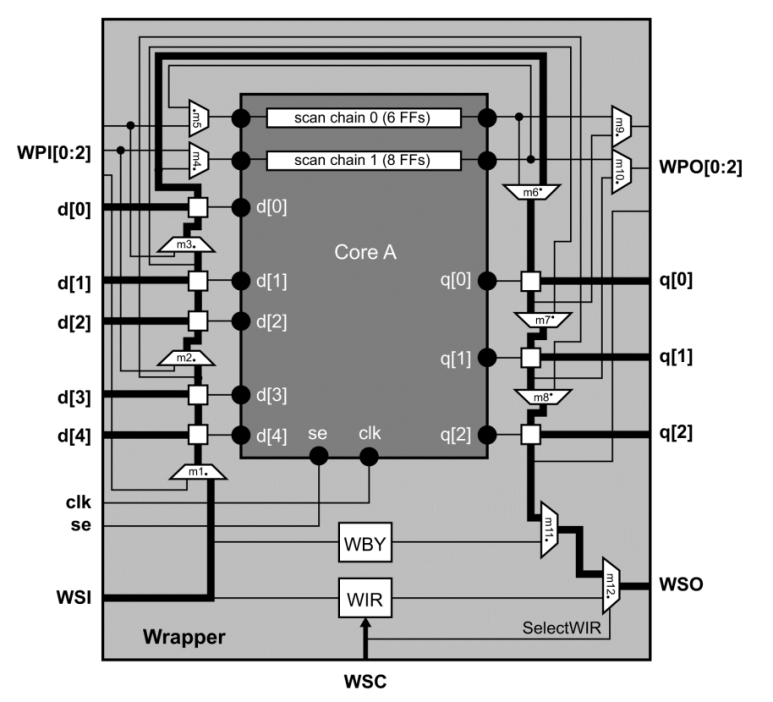 m5.
scan chain 0 (6 FFs)
m9.
WPI[0:2]
m4.
scan chain 1 (8 FFs)
m10.
WPO[0:2]
m6.
d[0]
d[0]
m3.
Core A
d[1]
d[1]
q[0]
q[0]
d[2]
d[2]
m7.
m2.
q[1]
q[1]
d[3]
d[3]
m8.
d[4]
d[4]
se
clk
q[2]
q[2]
m1.
clk
se
m11.
WBY
WSI
WIR
m12.
WSO
SelectWIR
Wrapper
WSC